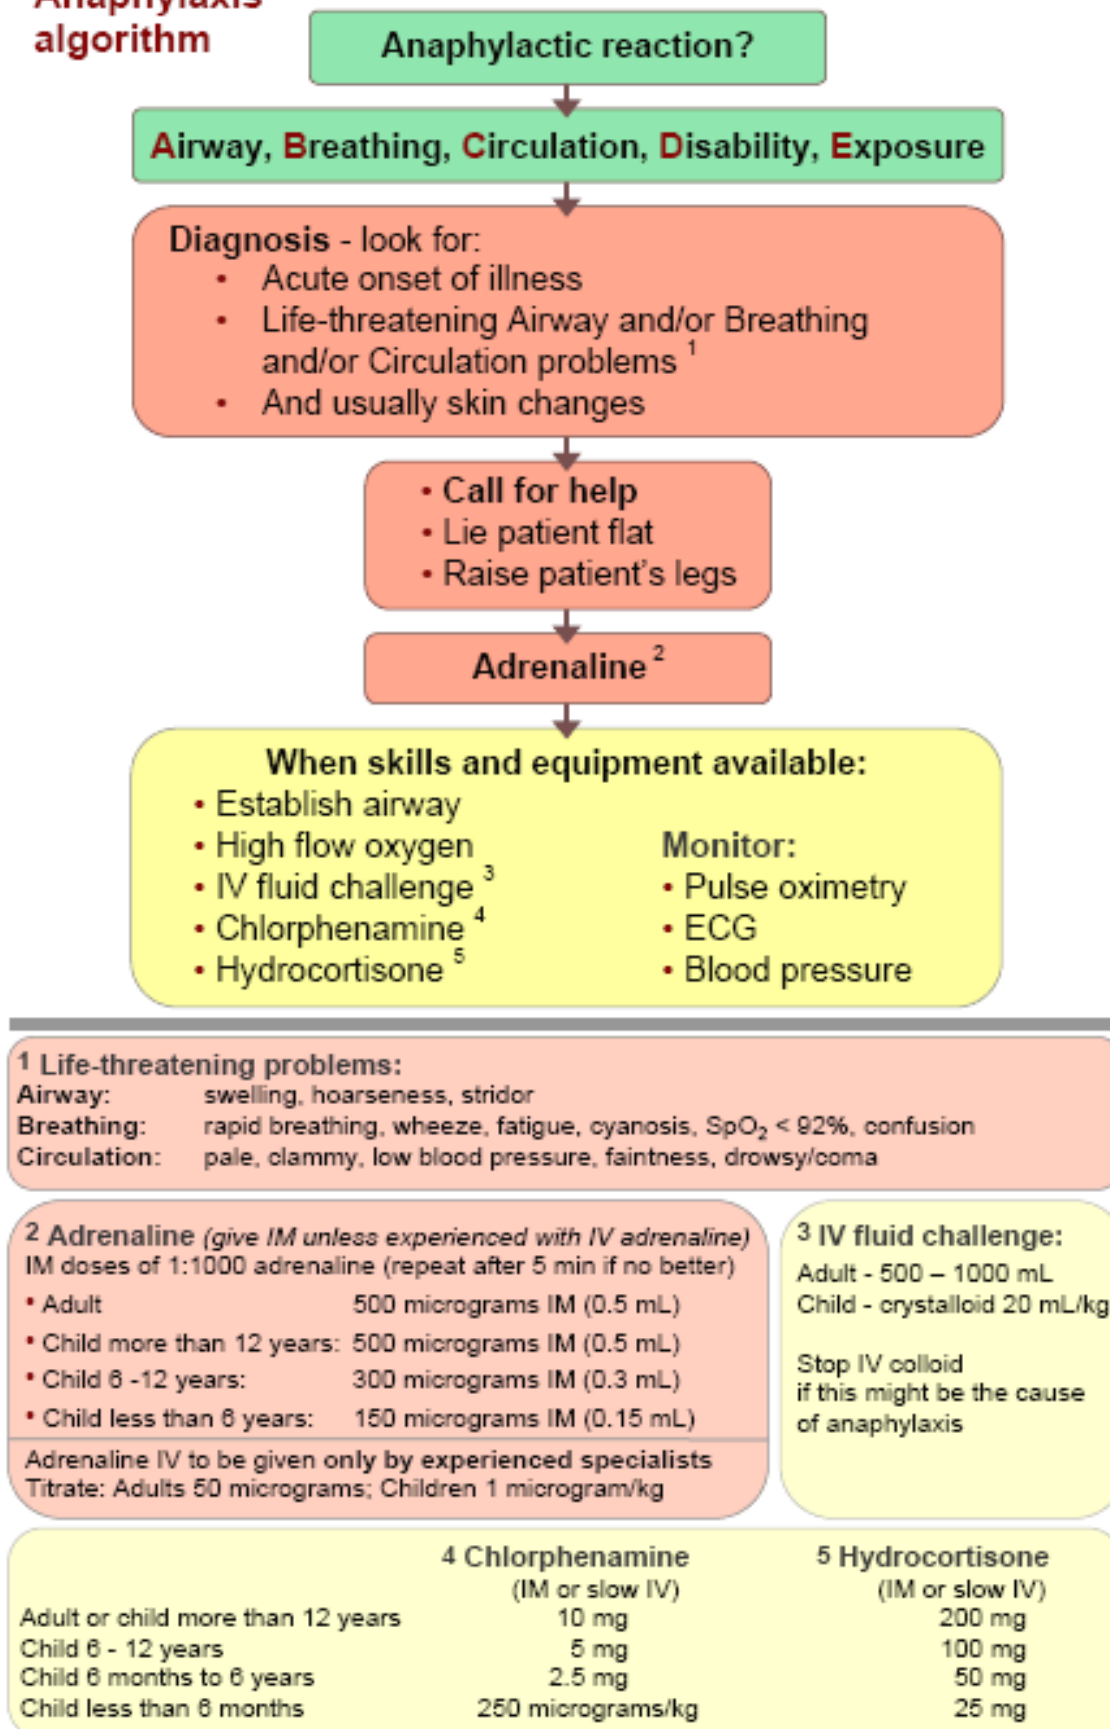 Anaphylaxis
algorithm
Anaphylactic reaction?
Airway, Breathing, Circulation, Disability, Exposure
Diagnosis - look for:
• Acute onset of illness
• Life-threatening Airway and/or Breathing
and/or Circulation problems 1
• And usually skin changes
• Call for help
• Lie patient flat
• Raise patient's legs
Adrenaline 2
When skills and equipment available:
• Establish airway
• High flow oxygen
• IV fluid challenge 3
• Chlorphenamine 4
• Hydrocortisone 5
Monitor:
• Pulse oximetry
• ECG
• Blood pressure
1 Life-threatening problems:
Airway: swelling, hoarseness, stridor
Breathing: rapid breathing, wheeze, fatigue, cyanosis, SpO2 < 92%, confusion
Circulation: pale, clammy, low blood pressure, faintness, drowsy/coma
2 Adrenaline (give IM unless experienced with IV adrenaline)
IM doses of 1:1000 adrenaline (repeat after 5 min if no better)
• Adult 500 micrograms IM (0.5 mL)
• Child more than 12 years: 500 micrograms IM (0.5 mL)
• Child 6 -12 years: 300 micrograms IM (0.3 mL)
• Child less than 6 years: 150 micrograms IM (0.15 mL)
Adrenaline IV to be given only by experienced specialists
Titrate: Adults 50 micrograms; Children 1 microgram/kg
3 IV fluid challenge:
Adult - 500 – 1000 mL
Child - crystalloid 20 mL/kg
Stop IV colloid
if this might be the cause
of anaphylaxis
4 Chlorphenamine 5 Hydrocortisone
(IM or slow IV) (IM or slow IV)
Adult or child more than 12 years 10 mg 200 mg
Child 6 - 12 years 5 mg 100 mg
Child 6 months to 6 years 2.5 mg 50 mg
Child less than 6 months 250 micrograms/kg 25 mg